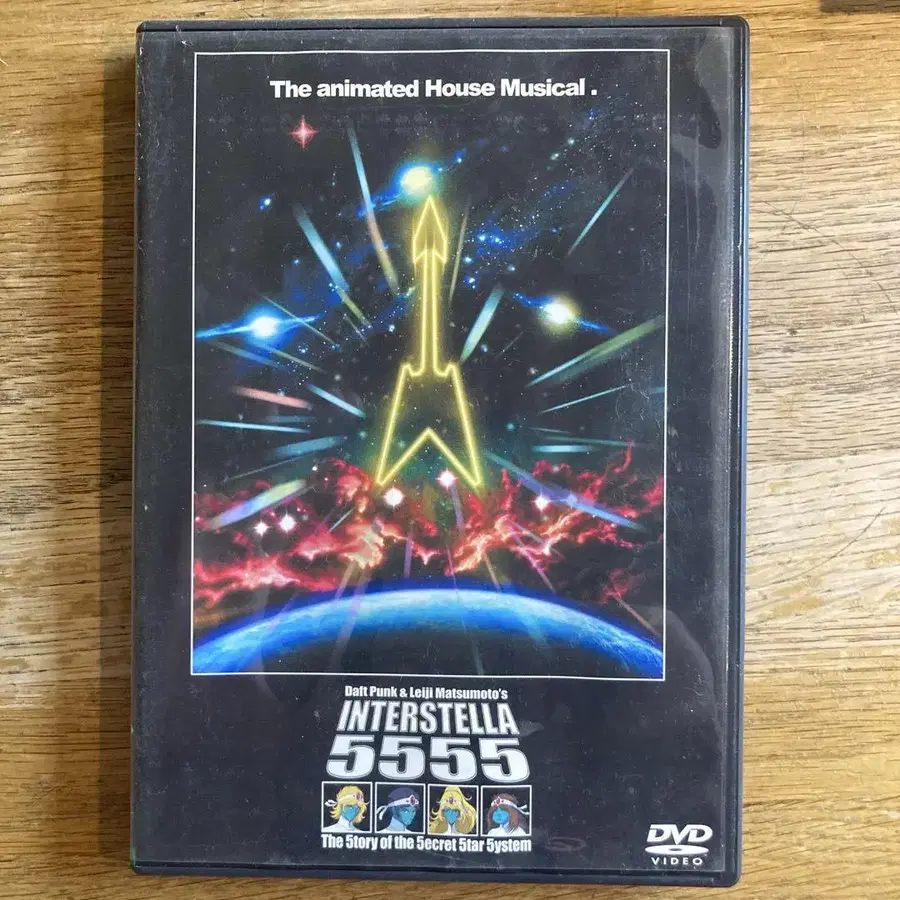 The animated House Musical .
Daft Punk & Leiji Matsumoto's
INTERSTELLA
5555
The 5tory of the 5ecret 5tar 5ystem
DVD
VIDEO